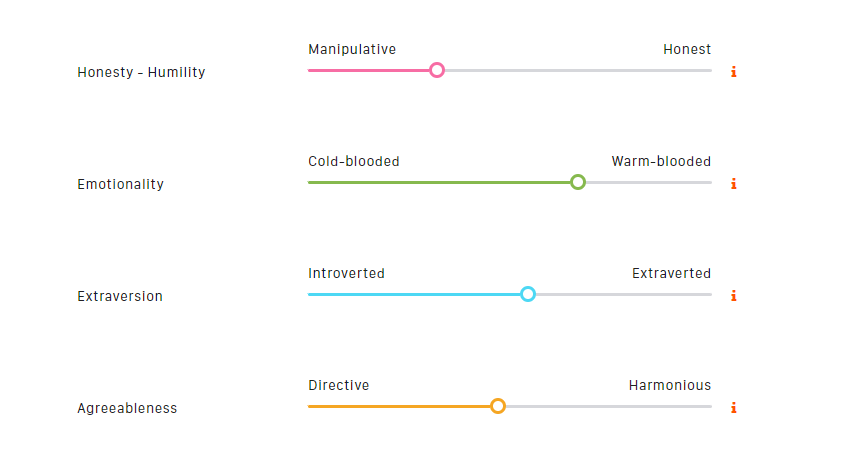 Manipulative Honest
Honesty - Humility i
Cold-blooded Warm-blooded
Emotionality i
Introverted Extraverted
Extraversion i
Directive Harmonious
Agreeableness i